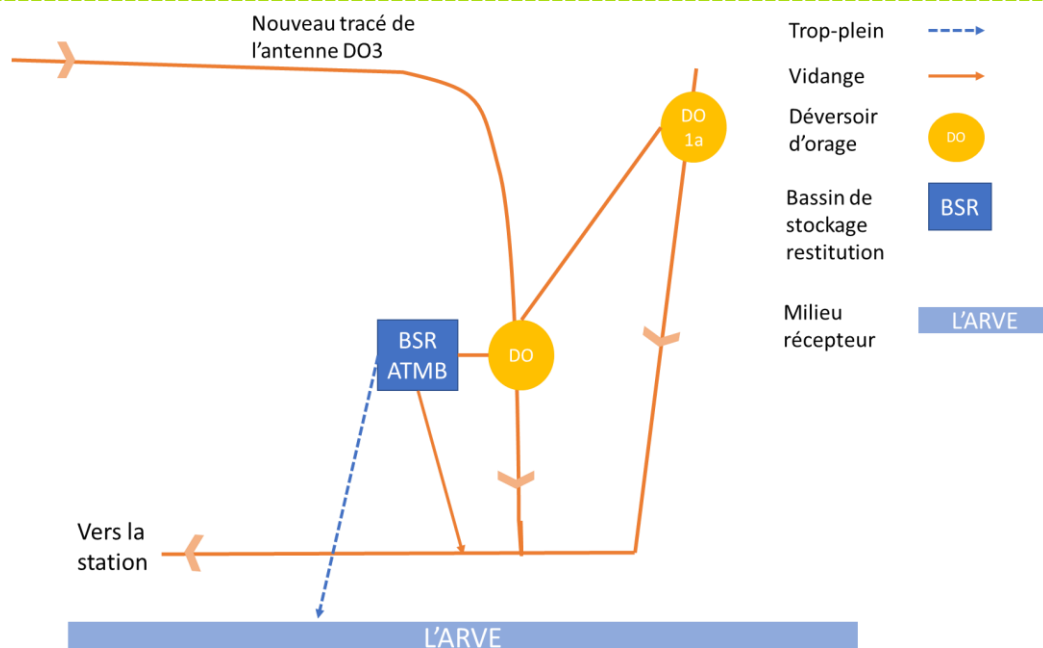 Nouveau tracé de
l'antenne DO3
DO
1a
BSR
ATMB
DO
Vers la
station
L'ARVE
Trop-plein
Vidange
Déversoir
d'orage
DO
Bassin de
stockage
restitution
BSR
Milieu
récepteur
L'ARVE